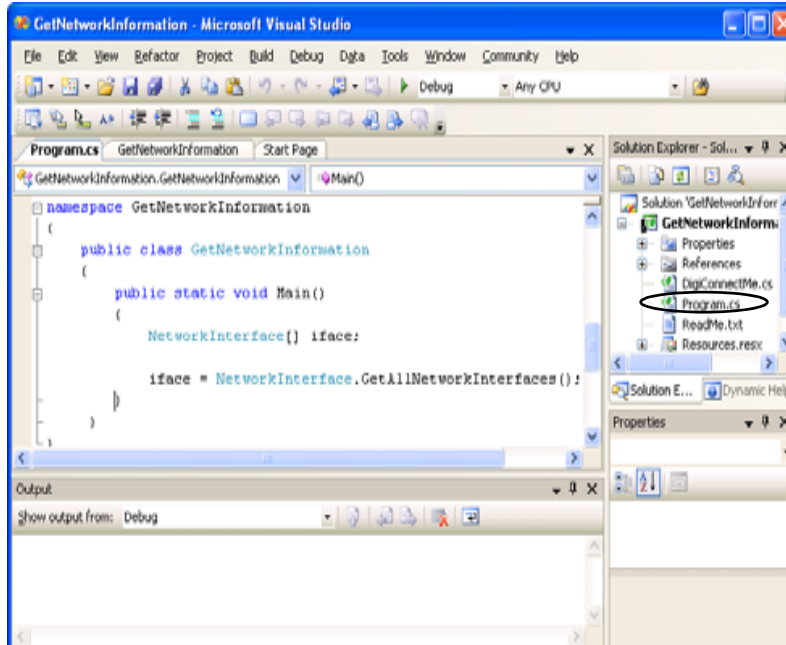 GetNetworkInformation - Microsoft Visual Studio
File Edit View Refactor Project Build Debug Data Tools Window Community Help
Debug Any CPU
Program.cs GetNetworkInformation Start Page
GetNetworkInformation.GetNetworkInformation Main()
namespace GetNetworkInformation
{
public class GetNetworkInformation
{
public static void Main()
{
NetworkInterface[] iface;
iface = NetworkInterface.GetAllNetworkInterfaces();
}
}
}
Output
Show output from: Debug
Solution Explorer - Sol...
Solution 'GetNetworkInforr
GetNetworkInforma
Properties
References
DigiConnectMe.cs
Program.cs
ReadMe.txt
Resources.resx
Solution E... Dynamic Help
Properties